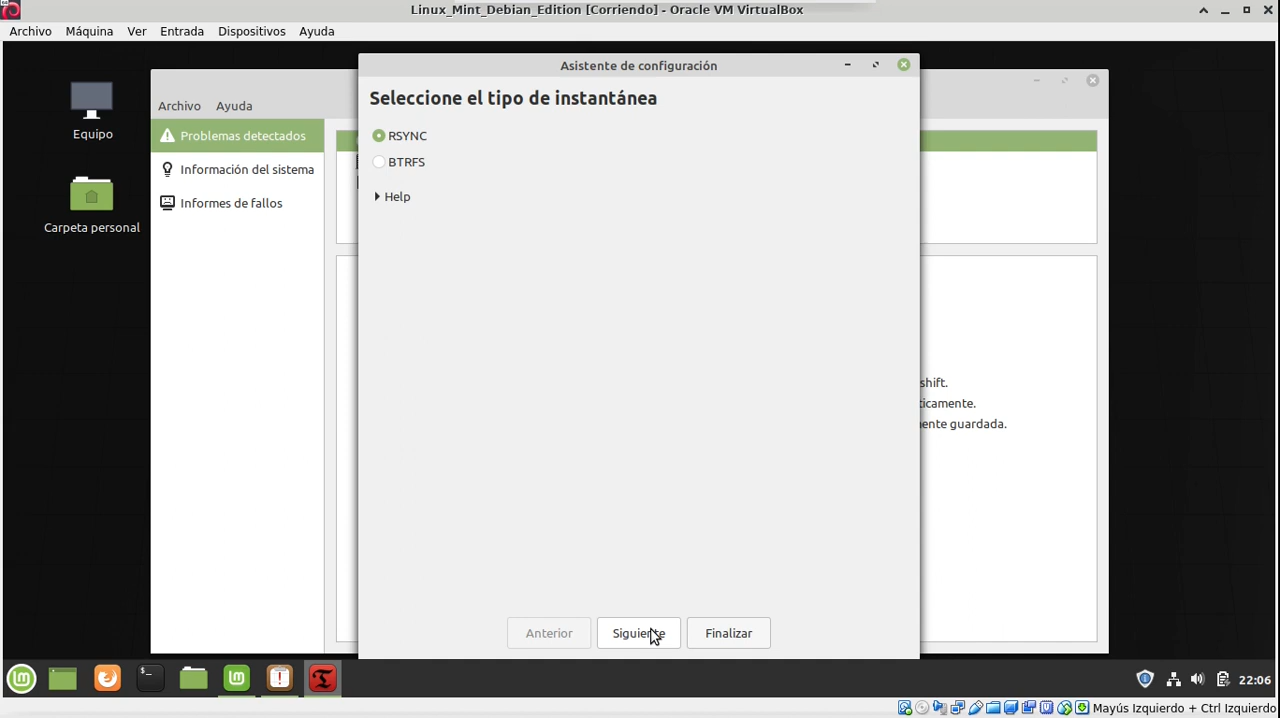 Linux_Mint_Debian_Edition [Corriendo] - Oracle VM VirtualBox
Archivo Máquina Ver Entrada Dispositivos Ayuda
Asistente de configuración
Seleccione el tipo de instantánea
RSYNC
BTRFS
Help
Anterior Siguiente Finalizar
Equipo
Carpeta personal
Archivo Ayuda
Problemas detectados
Información del sistema
Informes de fallos
shift.
ticamente.
ente guardada.
22:06
Mayús Izquierdo + Ctrl Izquierdo